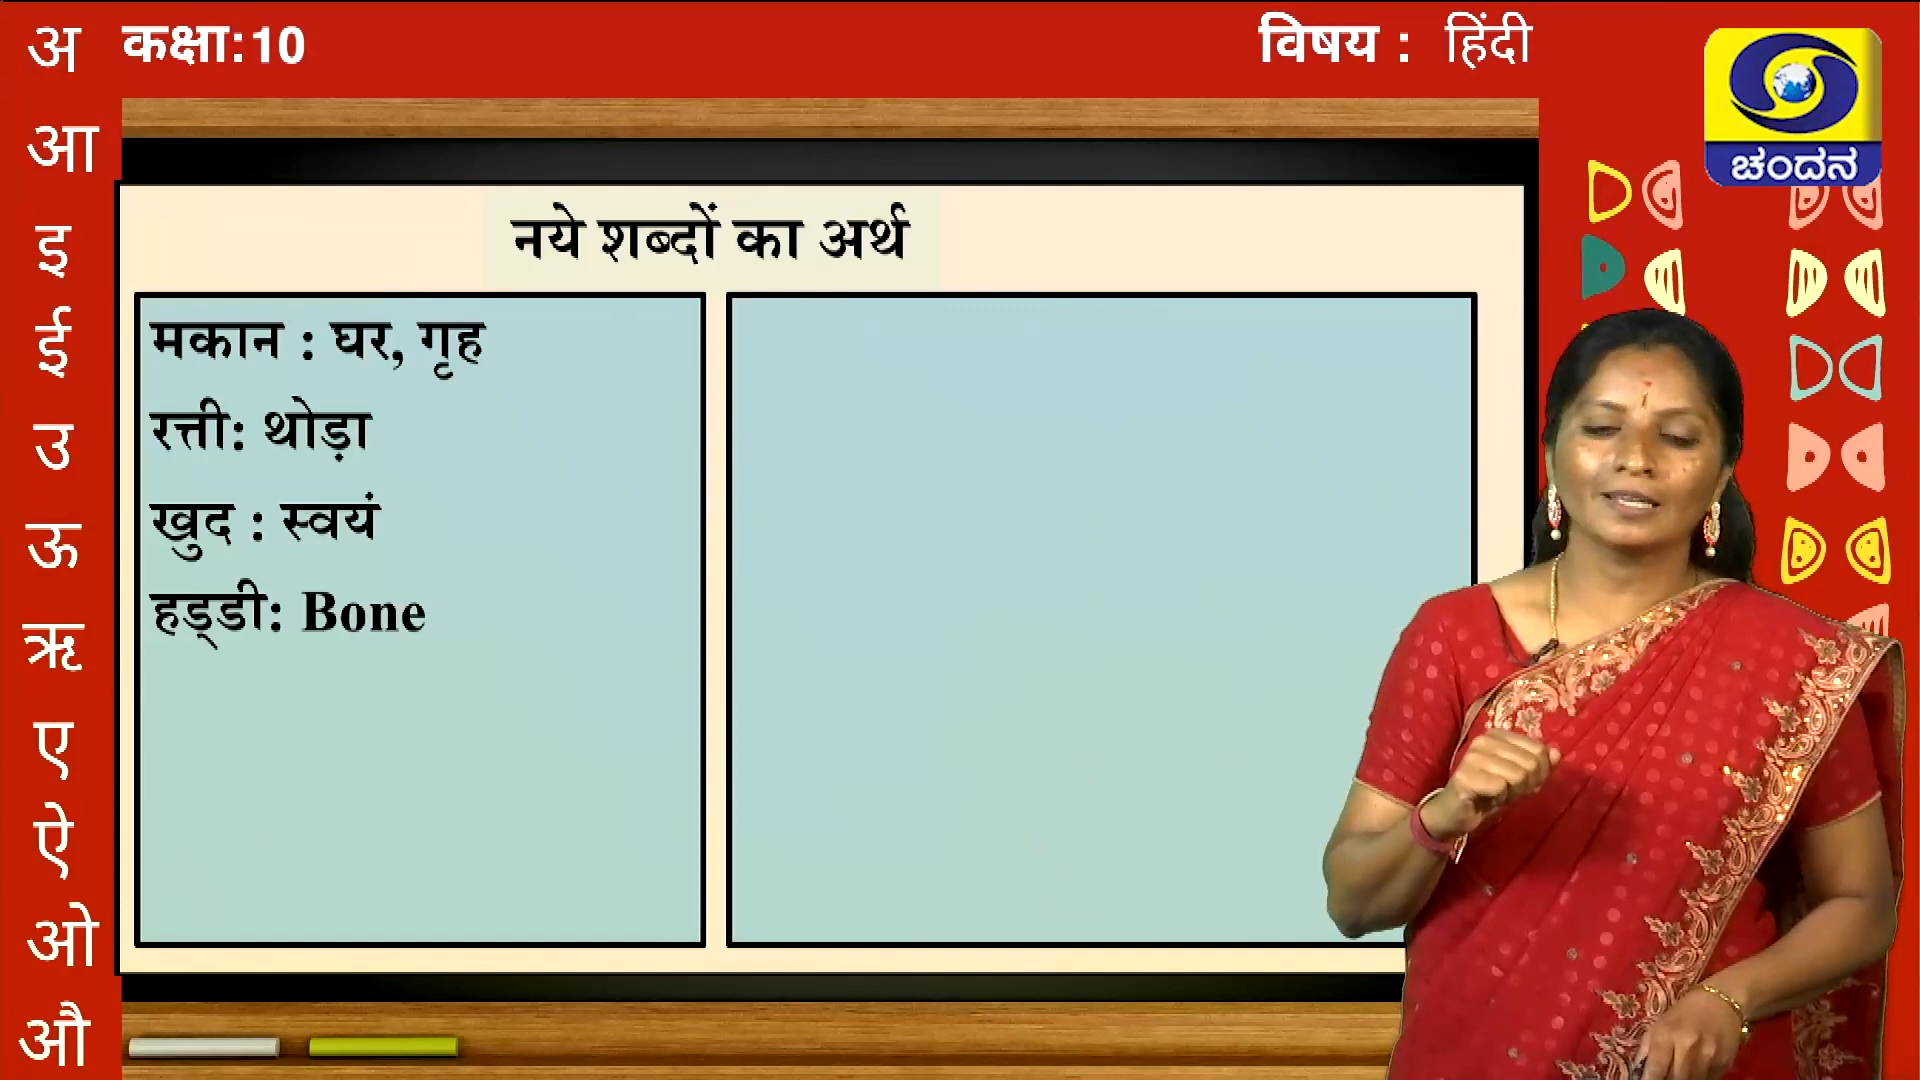 कक्षा:10
विषय : हिंदी
ಚಂದನ
अ
आ
इ
ई
उ
ऊ
ऋ
ए
ऐ
ओ
औ
नये शब्दों का अर्थ
मकान : घर, गृह
रत्ती: थोड़ा
खुद : स्वयं
हड्‌डी: Bone